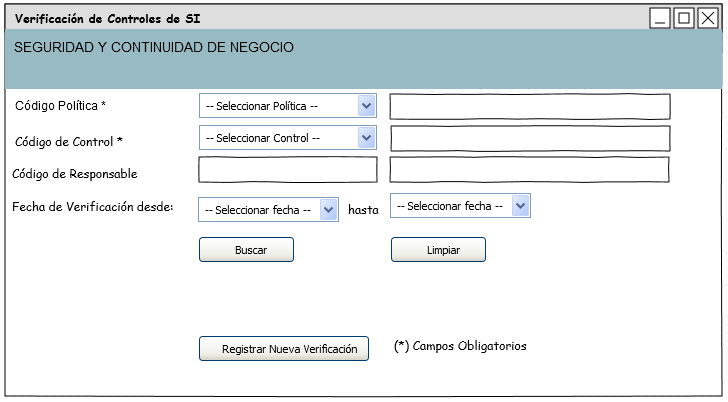 Verificación de Controles de SI
SEGURIDAD Y CONTINUIDAD DE NEGOCIO
Código Política * -- Seleccionar Política --
Código de Control * -- Seleccionar Control --
Código de Responsable
Fecha de Verificación desde: -- Seleccionar fecha -- hasta -- Seleccionar fecha --
Buscar Limpiar
Registrar Nueva Verificación (*) Campos Obligatorios